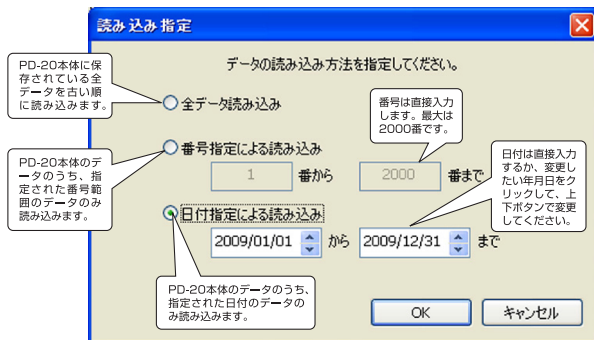 読み込み指定
データの読み込み方法を指定してください。
PD-20本体に保
存されている全
データを古い順
に読み込みます。
全データ読み込み
番号は直接入力
します。最大は
2000番です。
PD-20本体のデ
ータのうち、指
定された番号範
囲のデータのみ
読み込みます。
番号指定による読み込み
1 番から 2000 番まで
日付は直接入力
するか、変更し
たい年月日をク
リックして、上
下ボタンで変更
してください。
日付指定による読み込み
2009/01/01 から 2009/12/31 まで
PD-20本体のデータのうち、
指定された日付のデータの
み読み込みます。
OK キャンセル